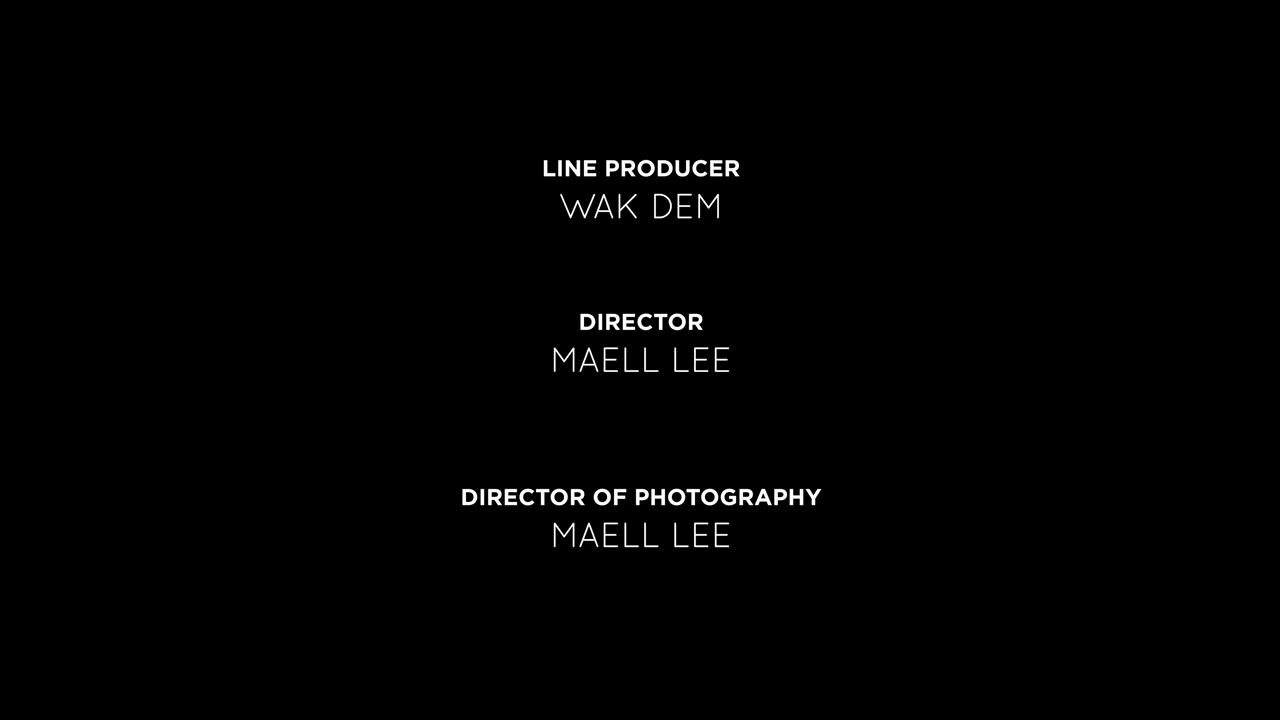 LINE PRODUCER
WAK DEM
DIRECTOR
MAELL LEE
DIRECTOR OF PHOTOGRAPHY
MAELL LEE